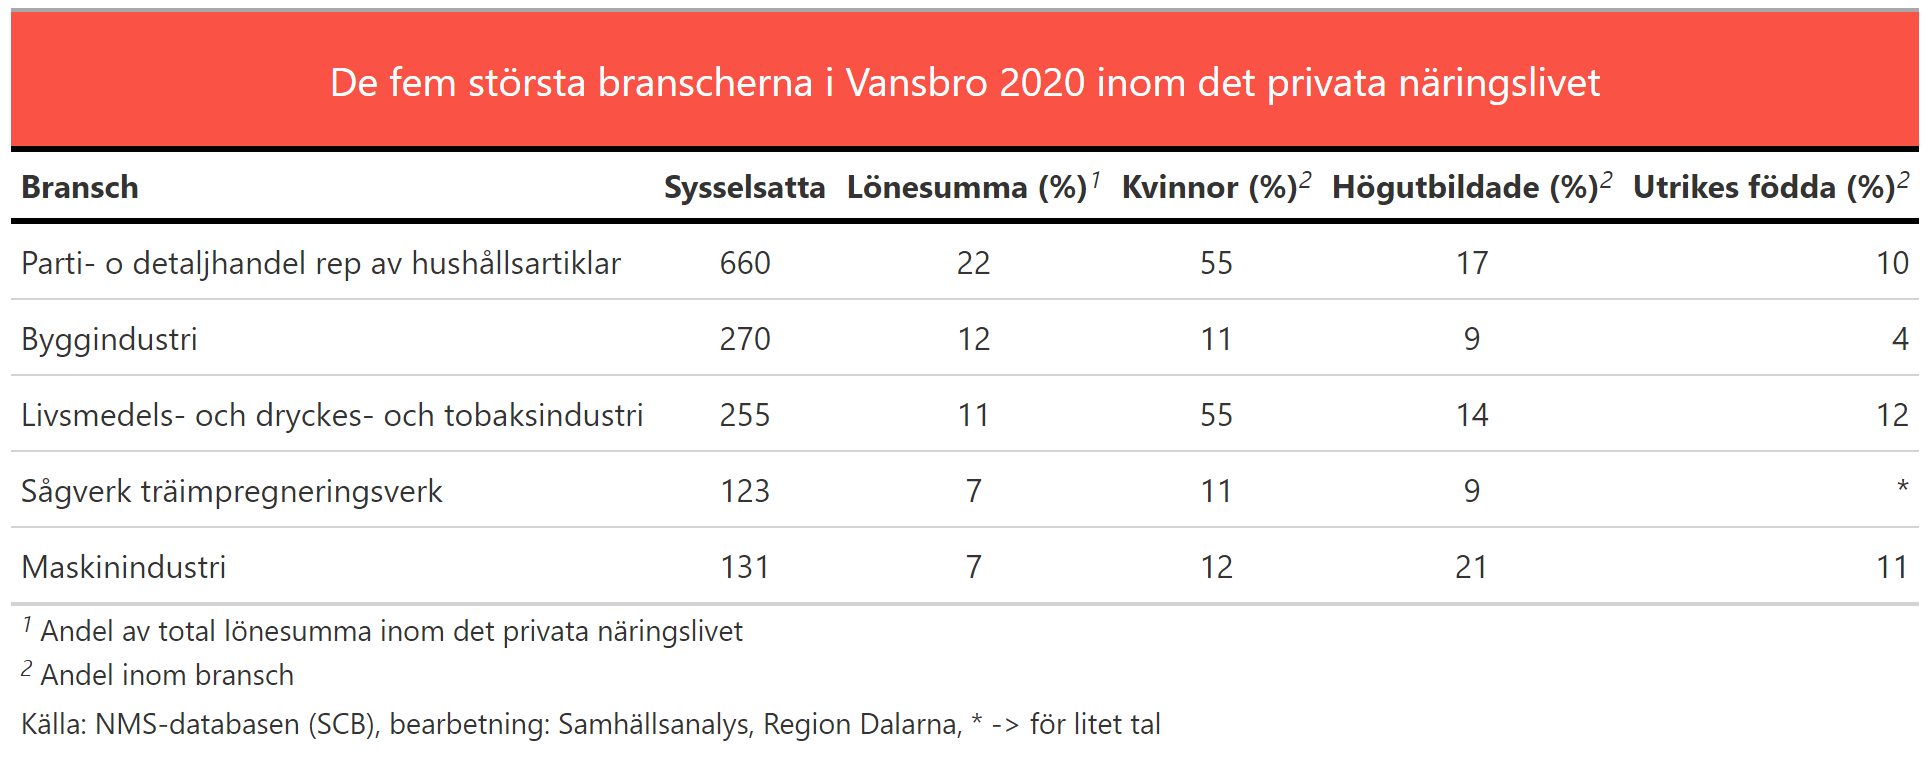 De fem största branscherna i Vansbro 2020 inom det privata näringslivet
Bransch Sysselsatta Lönesumma (%)¹ Kvinnor (%)² Högutbildade (%)² Utrikes födda (%)²
Parti- o detaljhandel rep av hushållsartiklar 660 22 55 17 10
Byggindustri 270 12 11 9 4
Livsmedels- och dryckes- och tobaksindustri 255 11 55 14 12
Sågverk träimpregneringsverk 123 7 11 9 *
Maskinindustri 131 7 12 21 11
¹ Andel av total lönesumma inom det privata näringslivet
² Andel inom bransch
Källa: NMS-databasen (SCB), bearbetning: Samhällsanalys, Region Dalarna, * -> för litet tal